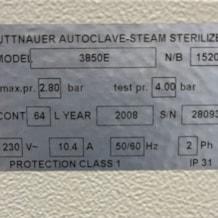 UTTNAUER AUTOCLAVE-STEAM STERILIZE
MODEL 3850E N/B 1520
max.pr. 2.80 bar test pr. 4.00 bar
CONT 64 L YEAR 2008 S/N 28093
230 V~ 10.4 A 50/60 Hz 2 Ph
PROTECTION CLASS 1 IP 31